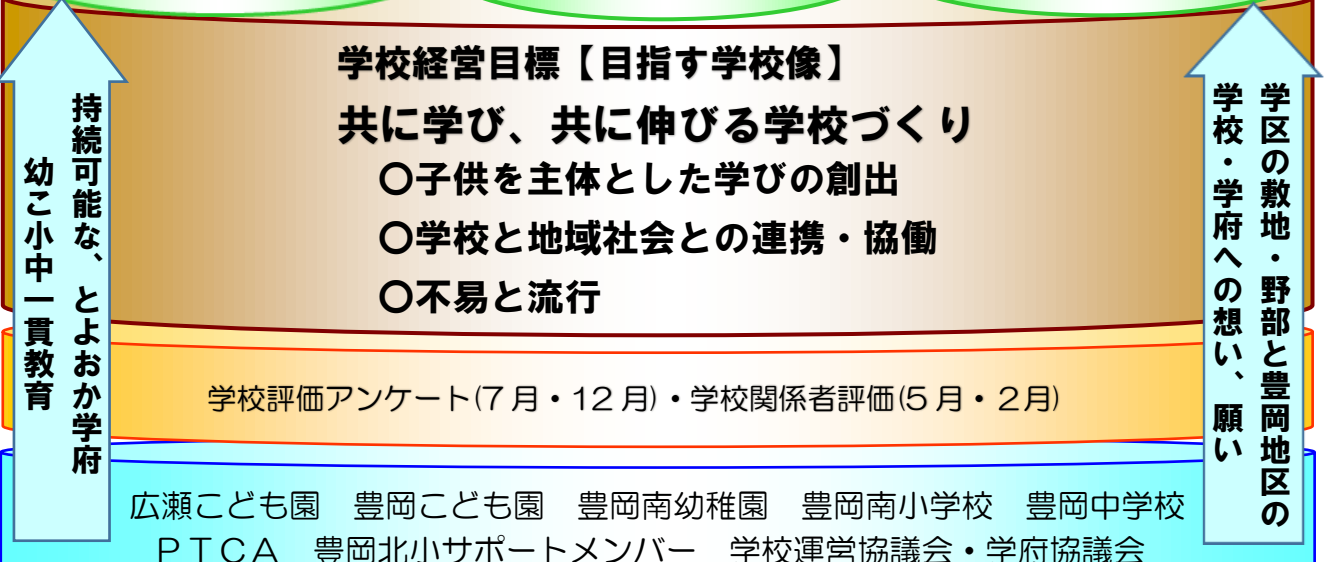 学校経営目標【目指す学校像】
共に学び、共に伸びる学校づくり
〇子供を主体とした学びの創出
〇学校と地域社会との連携・協働
〇不易と流行
持続可能な、とよおか学府
幼こ小中一貫教育
学区の敷地・野部と豊岡地区の
学校・学府への想い、願い
学校評価アンケート(7月・12月)・学校関係者評価(5月・2月)
広瀬こども園　豊岡こども園　豊岡南幼稚園　豊岡南小学校　豊岡中学校
ＰＴＣＡ　豊岡北小サポートメンバー　学校運営協議会・学府協議会